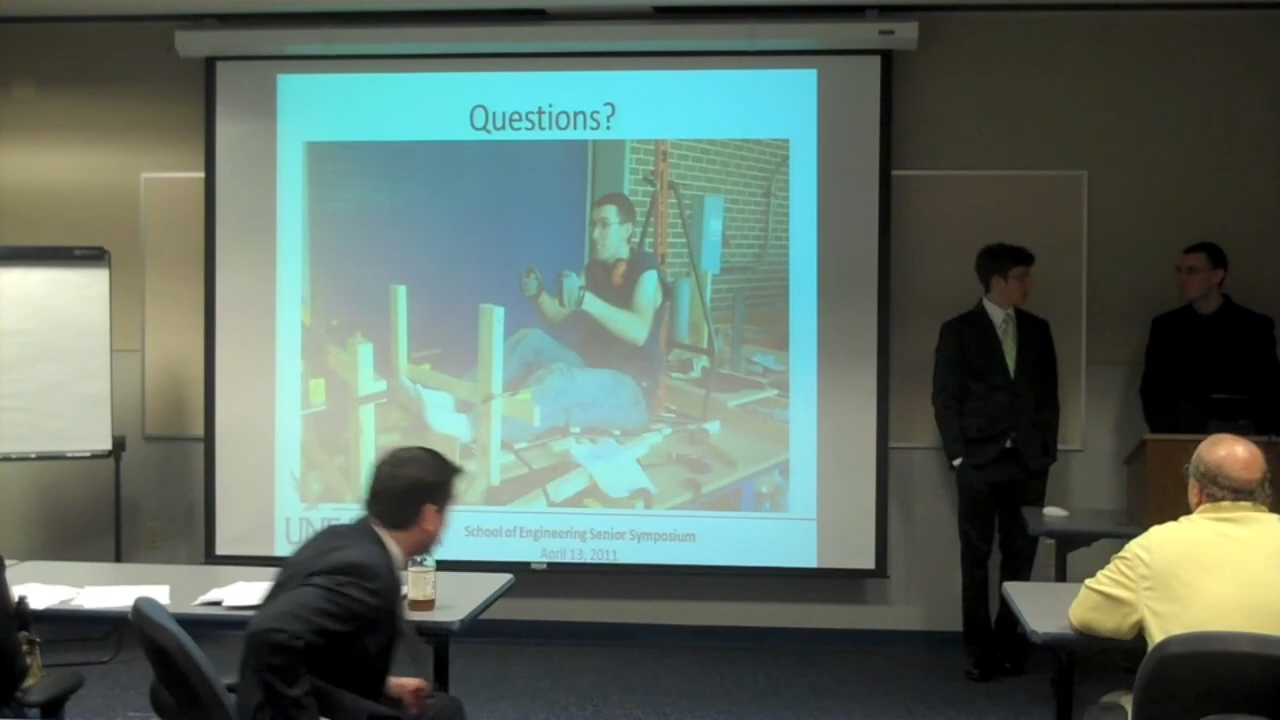 Questions?
School of Engineering Senior Symposium
April 13, 2011